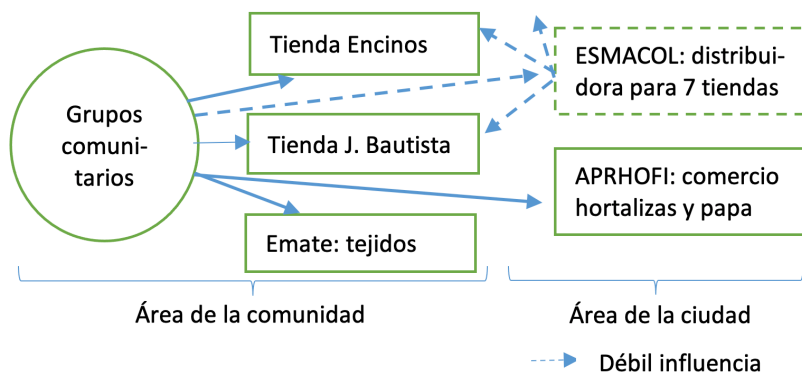 Tienda Encinos
ESMACOL: distribui-
dora para 7 tiendas
Grupos
comuni-
tarios
Tienda J. Bautista
APRHOFI: comercio
hortalizas y papa
Emate: tejidos
Área de la comunidad
Área de la ciudad
Débil influencia